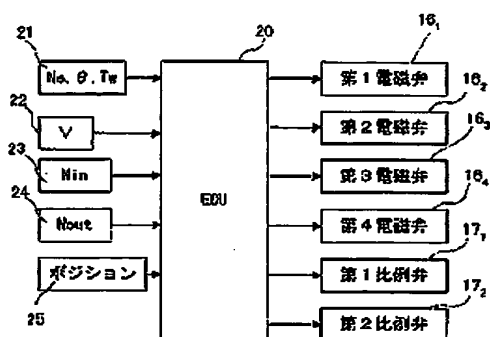 21
Ne. θ. Tw
22
V
23
Nin
24
Nout
ポジション
25
20
ECU
16₁
第1電磁弁
16₂
第2電磁弁
16₃
第3電磁弁
16₄
第4電磁弁
17₁
第1比例弁
17₂
第2比例弁